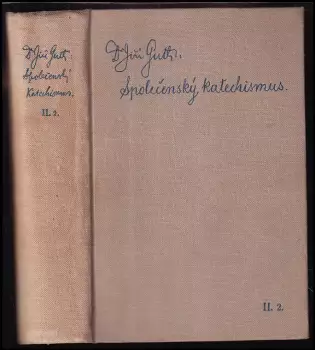 Dr Jiří Guth:
Společenský
Katechismus.
II. 2.
Dr Jiří Guth:
Společenský katechismus.
II. 2.